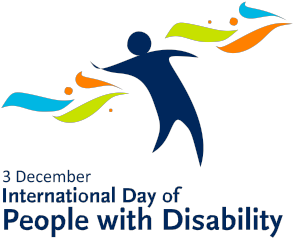 3 December
International Day of
People with Disability